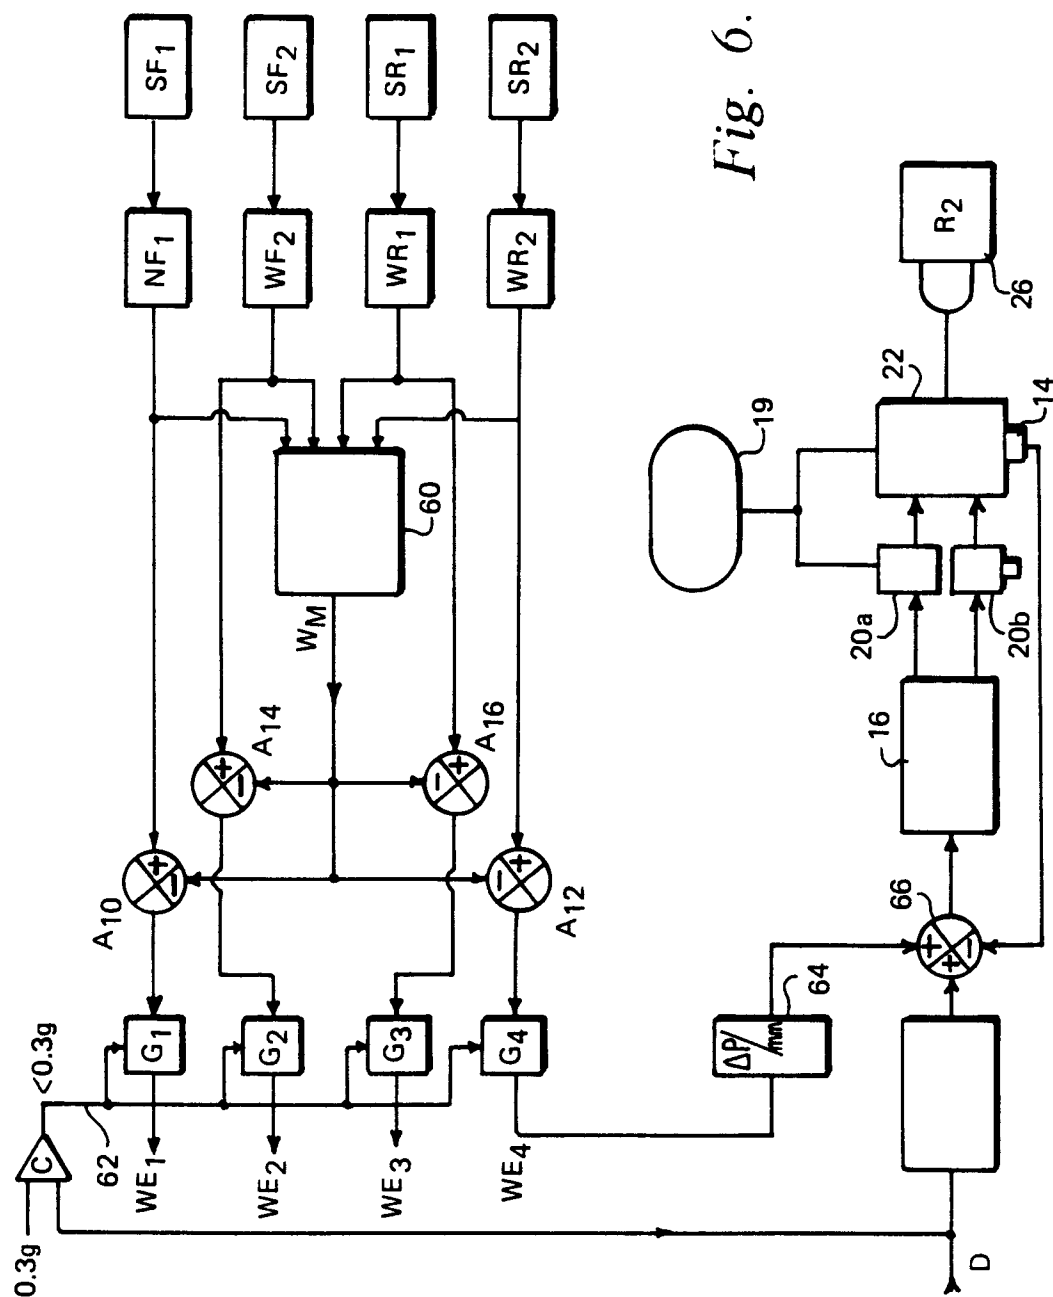 Fig. 6.
SF1
SF2
SR1
SR2
NF1
WF2
WR1
WR2
60
WM
A14
A16
A10
A12
G1
G2
G3
G4
0.3g
C
<0.3g
62
WE1
WE2
WE3
WE4
ΔP/mm
64
D
66
16
20a
20b
19
22
14
R2
26